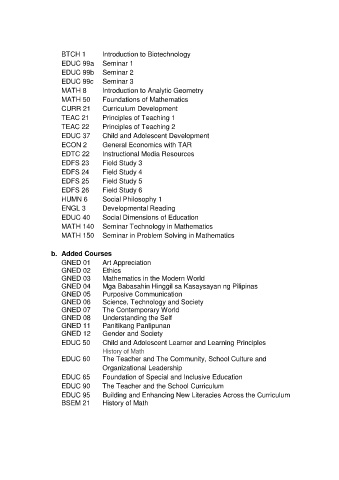 BTCH 1 Introduction to Biotechnology
EDUC 99a Seminar 1
EDUC 99b Seminar 2
EDUC 99c Seminar 3
MATH 8 Introduction to Analytic Geometry
MATH 50 Foundations of Mathematics
CURR 21 Curriculum Development
TEAC 21 Principles of Teaching 1
TEAC 22 Principles of Teaching 2
EDUC 37 Child and Adolescent Development
ECON 2 General Economics with TAR
EDTC 22 Instructional Media Resources
EDFS 23 Field Study 3
EDFS 24 Field Study 4
EDFS 25 Field Study 5
EDFS 26 Field Study 6
HUMN 6 Social Philosophy 1
ENGL 3 Developmental Reading
EDUC 40 Social Dimensions of Education
MATH 140 Seminar Technology in Mathematics
MATH 150 Seminar in Problem Solving in Mathematics
b. Added Courses
GNED 01 Art Appreciation
GNED 02 Ethics
GNED 03 Mathematics in the Modern World
GNED 04 Mga Babasahin Hinggil sa Kasaysayan ng Pilipinas
GNED 05 Purposive Communication
GNED 06 Science, Technology and Society
GNED 07 The Contemporary World
GNED 08 Understanding the Self
GNED 11 Panitikang Panlipunan
GNED 12 Gender and Society
EDUC 50 Child and Adolescent Learner and Learning Principles
History of Math
EDUC 60 The Teacher and The Community, School Culture and
Organizational Leadership
EDUC 65 Foundation of Special and Inclusive Education
EDUC 90 The Teacher and the School Curriculum
EDUC 95 Building and Enhancing New Literacies Across the Curriculum
BSEM 21 History of Math